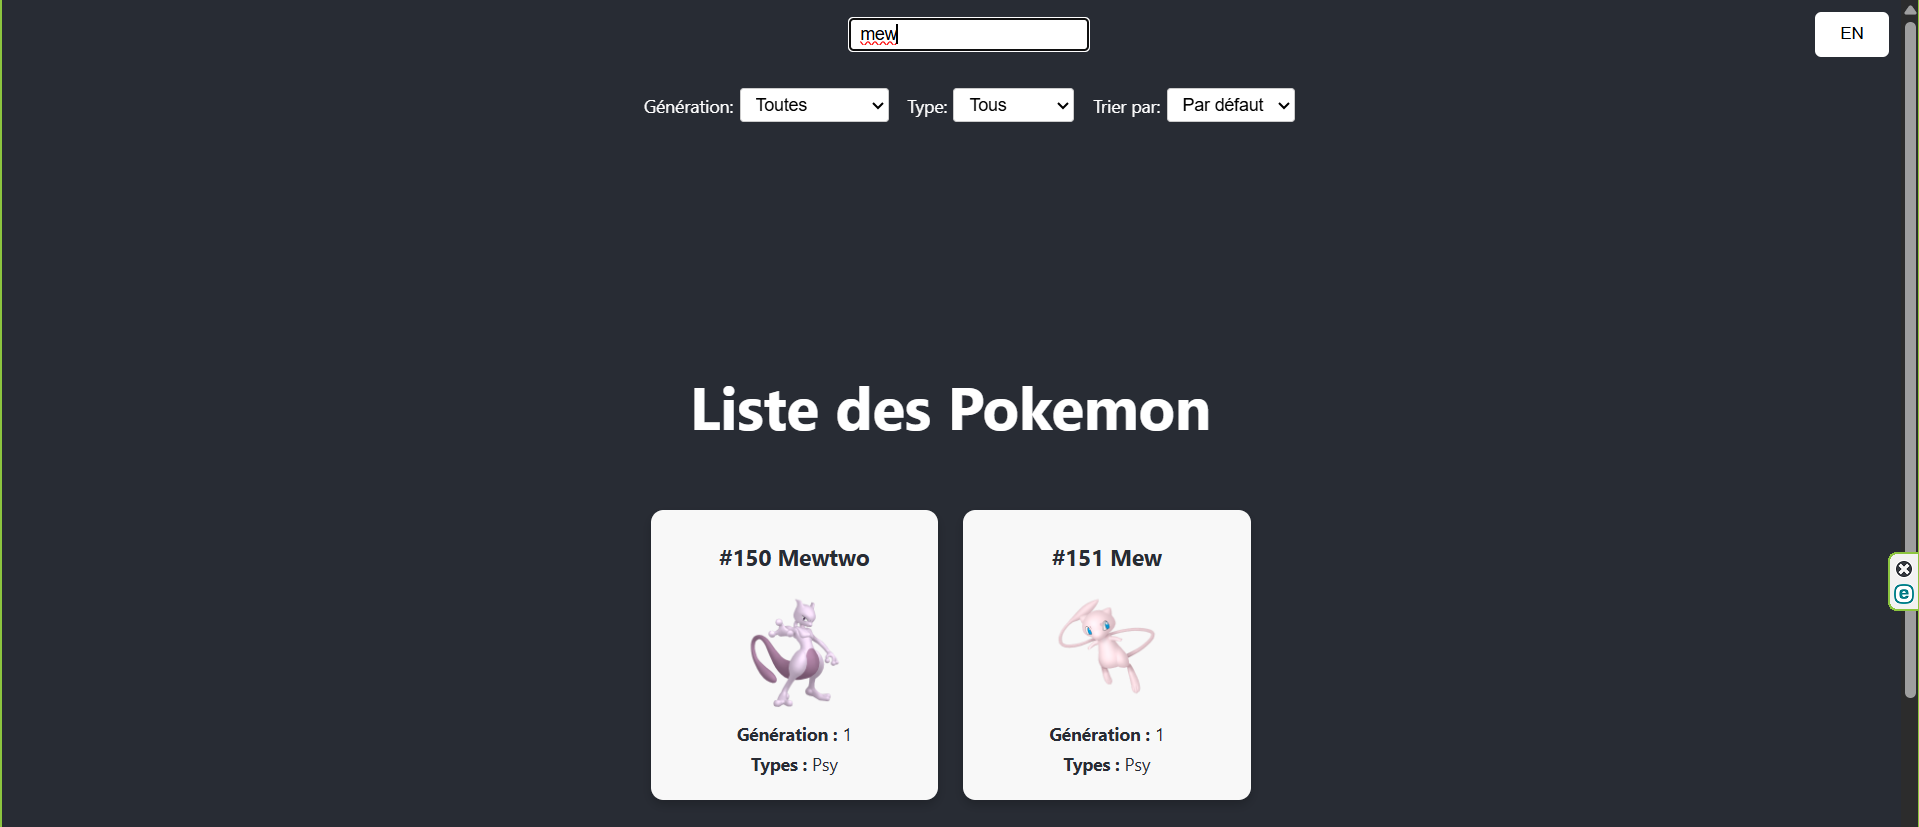 mew
EN
Génération: Toutes Type: Tous Trier par: Par défaut
Liste des Pokemon
#150 Mewtwo
Génération : 1
Types : Psy
#151 Mew
Génération : 1
Types : Psy
e